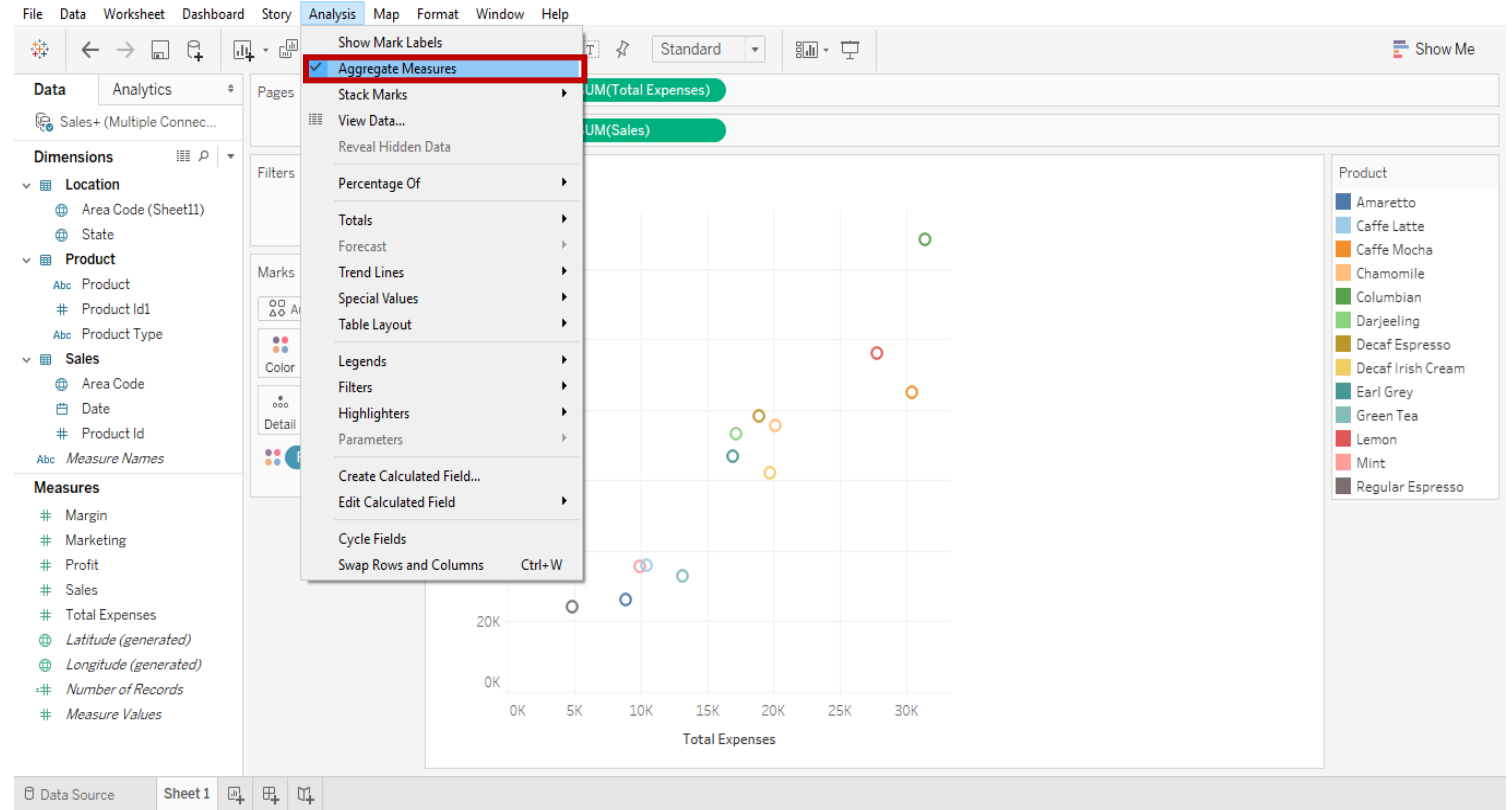 File Data Worksheet Dashboard Story Analysis Map Format Window Help
Standard
Show Me
Data
Analytics
Sales+ (Multiple Connec...
Dimensions
Location
Area Code (Sheet11)
State
Product
Abc Product
# Product Id1
Abc Product Type
Sales
Area Code
Date
# Product Id
Abc Measure Names
Measures
# Margin
# Marketing
# Profit
# Sales
# Total Expenses
Latitude (generated)
Longitude (generated)
=# Number of Records
# Measure Values
Pages
Filters
Marks
Color
Detail
Show Mark Labels
Aggregate Measures
Stack Marks
View Data...
Reveal Hidden Data
Percentage Of
Totals
Forecast
Trend Lines
Special Values
Table Layout
Legends
Filters
Highlighters
Parameters
Create Calculated Field...
Edit Calculated Field
Cycle Fields
Swap Rows and Columns Ctrl+W
UM(Total Expenses)
UM(Sales)
20K
0K
0K 5K 10K 15K 20K 25K 30K
Total Expenses
Product
Amaretto
Caffe Latte
Caffe Mocha
Chamomile
Columbian
Darjeeling
Decaf Espresso
Decaf Irish Cream
Earl Grey
Green Tea
Lemon
Mint
Regular Espresso
Data Source
Sheet 1